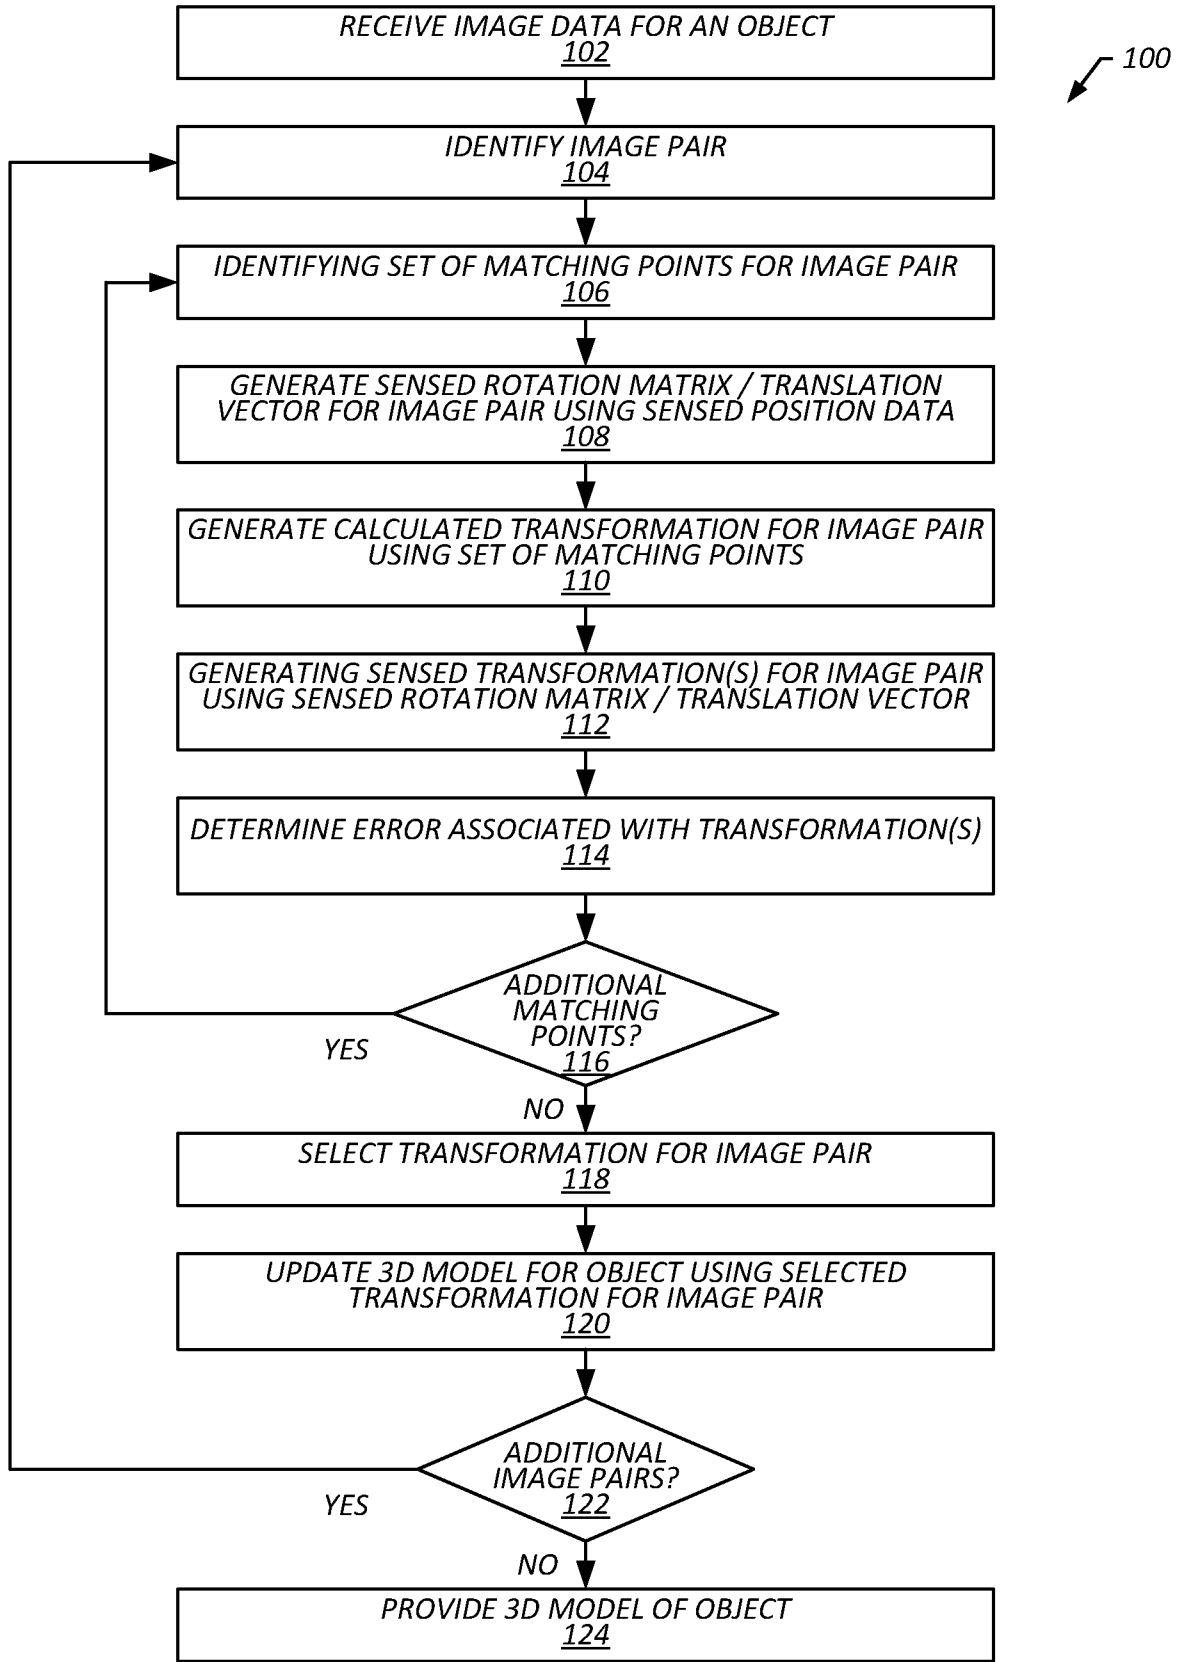 RECEIVE IMAGE DATA FOR AN OBJECT
102
100
IDENTIFY IMAGE PAIR
104
IDENTIFYING SET OF MATCHING POINTS FOR IMAGE PAIR
106
GENERATE SENSED ROTATION MATRIX / TRANSLATION
VECTOR FOR IMAGE PAIR USING SENSED POSITION DATA
108
GENERATE CALCULATED TRANSFORMATION FOR IMAGE PAIR
USING SET OF MATCHING POINTS
110
GENERATING SENSED TRANSFORMATION(S) FOR IMAGE PAIR
USING SENSED ROTATION MATRIX / TRANSLATION VECTOR
112
DETERMINE ERROR ASSOCIATED WITH TRANSFORMATION(S)
114
ADDITIONAL
MATCHING
POINTS?
116
YES
NO
SELECT TRANSFORMATION FOR IMAGE PAIR
118
UPDATE 3D MODEL FOR OBJECT USING SELECTED
TRANSFORMATION FOR IMAGE PAIR
120
ADDITIONAL
IMAGE PAIRS?
122
YES
NO
PROVIDE 3D MODEL OF OBJECT
124